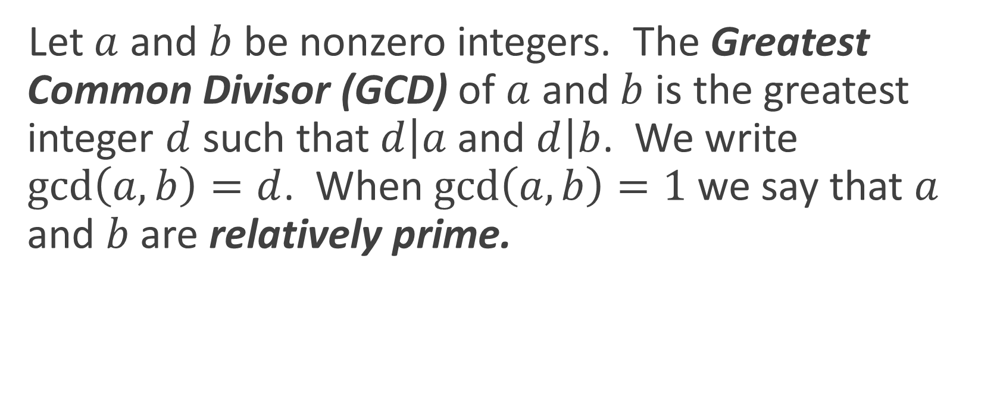 Let a and b be nonzero integers.  The Greatest
Common Divisor (GCD) of a and b is the greatest
integer d such that d|a and d|b.  We write
gcd(a, b) = d.  When gcd(a, b) = 1 we say that a
and b are relatively prime.